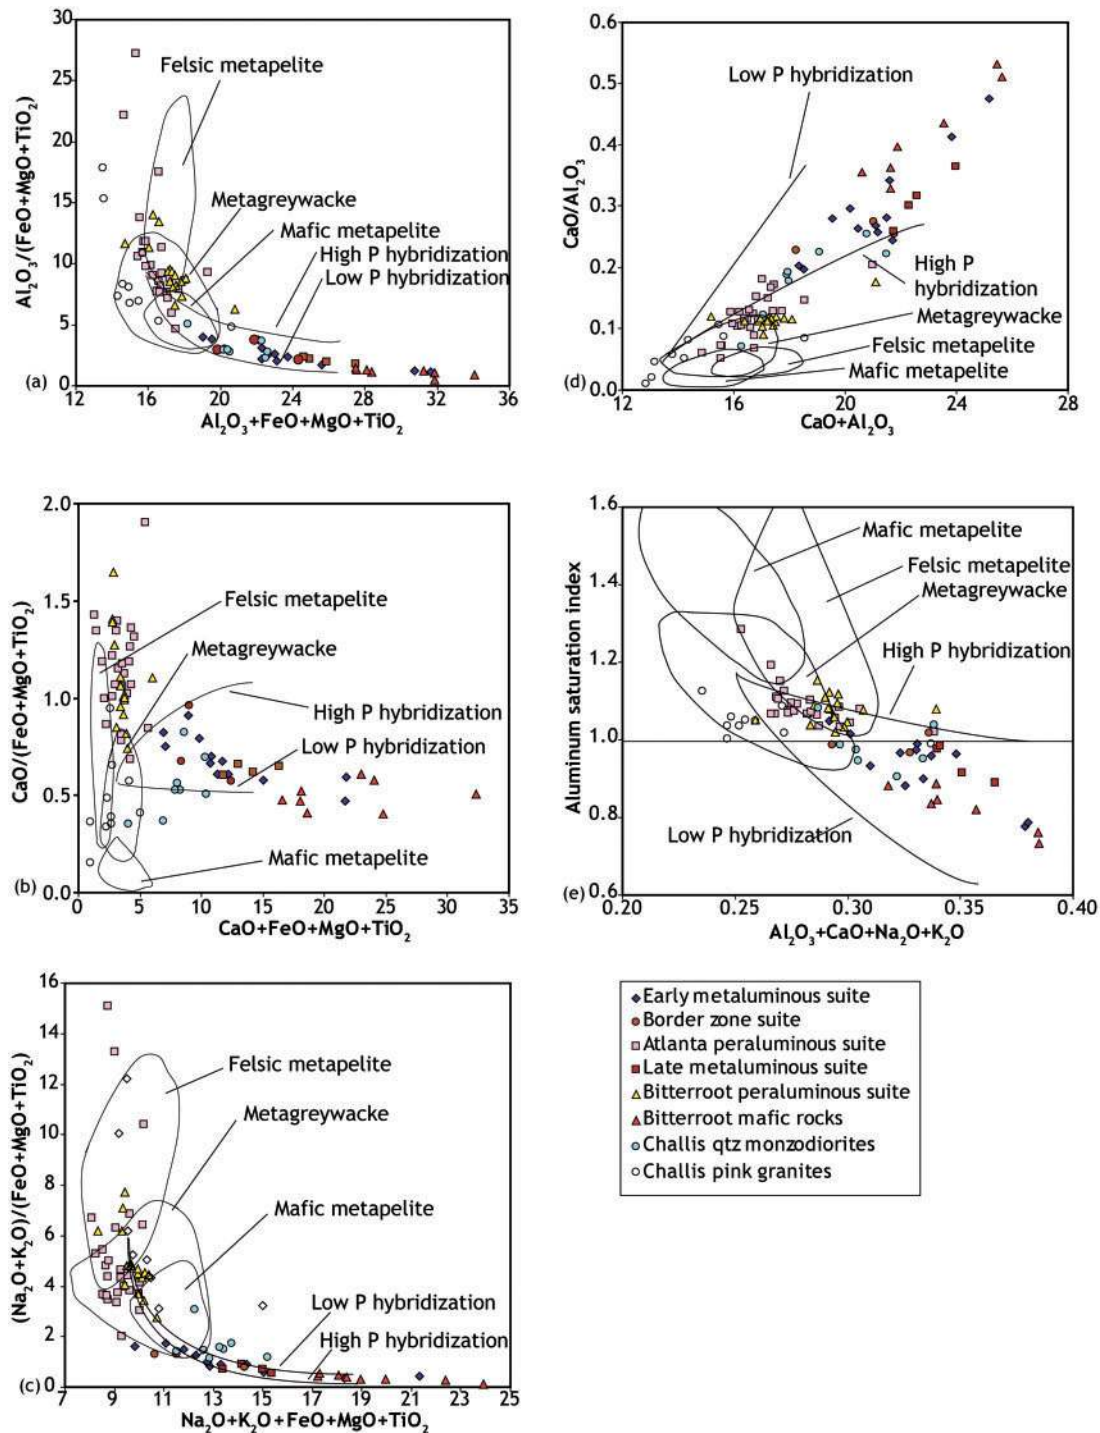 30
25
20
15
10
5
0
Al₂O₃/(FeO+MgO+TiO₂)
Felsic metapelite
Metagreywacke
Mafic metapelite
High P hybridization
Low P hybridization
(a)
12 16 20 24 28 32 36
Al₂O₃+FeO+MgO+TiO₂
2.0
1.5
1.0
0.5
0.0
CaO/(FeO+MgO+TiO₂)
Felsic metapelite
Metagreywacke
High P hybridization
Low P hybridization
Mafic metapelite
(b)
0 5 10 15 20 25 30 35
CaO+FeO+MgO+TiO₂
16
14
12
10
8
6
4
2
0
(Na₂O+K₂O)/(FeO+MgO+TiO₂)
Felsic metapelite
Metagreywacke
Mafic metapelite
Low P hybridization
High P hybridization
(c)
7 9 11 13 15 17 19 21 23 25
Na₂O+K₂O+FeO+MgO+TiO₂
0.6
0.5
0.4
0.3
0.2
0.1
0.0
CaO/Al₂O₃
Low P hybridization
High P
hybridization
Metagreywacke
Felsic metapelite
Mafic metapelite
(d)
12 16 20 24 28
CaO+Al₂O₃
1.6
1.4
1.2
1.0
0.8
0.6
Aluminum saturation index
Mafic metapelite
Felsic metapelite
Metagreywacke
High P hybridization
Low P hybridization
(e)
0.20 0.25 0.30 0.35 0.40
Al₂O₃+CaO+Na₂O+K₂O
Early metaluminous suite
Border zone suite
Atlanta peraluminous suite
Late metaluminous suite
Bitterroot peraluminous suite
Bitterroot mafic rocks
Challis qtz monzodiorites
Challis pink granites